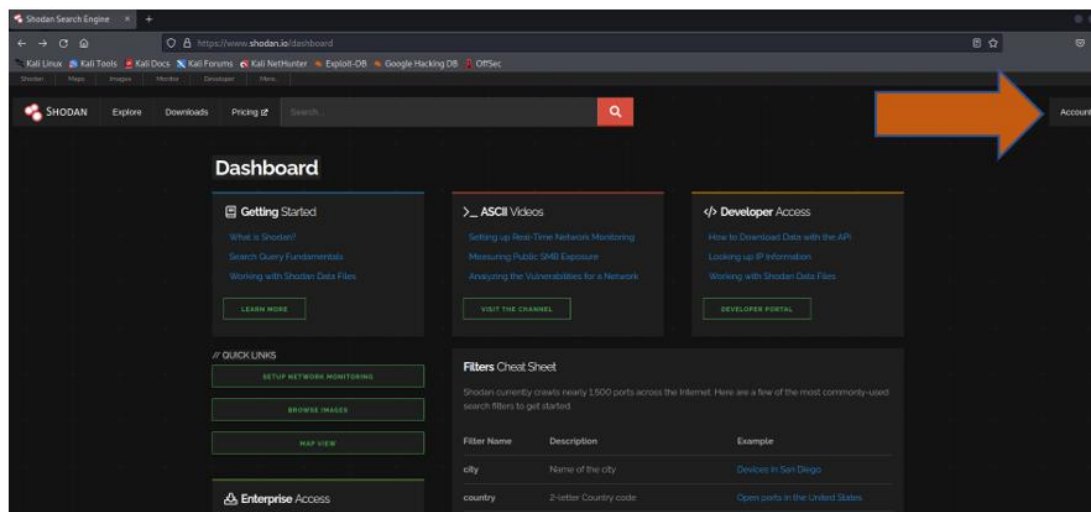 Shodan Search Engine
https://www.shodan.io/dashboard
Kali Linux Kali Tools Kali Docs Kali Forums Kali NetHunter Exploit-DB Google Hacking DB OffSec
Shodan Maps Images Monitor Developer More
SHODAN Explore Downloads Pricing Search... Account
Dashboard
Getting Started
What is Shodan?
Search Query Fundamentals
Working with Shodan Data Files
LEARN MORE
>_ ASCII Videos
Setting up Real-Time Network Monitoring
Measuring Public SMB Exposure
Analyzing the Vulnerabilities for a Network
VISIT THE CHANNEL
</> Developer Access
How to Download Data with the API
Looking up IP Information
Working with Shodan Data Files
DEVELOPER PORTAL
// QUICK LINKS
SETUP NETWORK MONITORING
BROWSE IMAGES
MAP VIEW
Enterprise Access
Filters Cheat Sheet
Shodan currently crawls nearly 1,500 ports across the Internet. Here are a few of the most commonly-used
search filters to get started.
Filter Name Description Example
city Name of the city Devices in San Diego
country 2-letter Country code Open ports in the United States